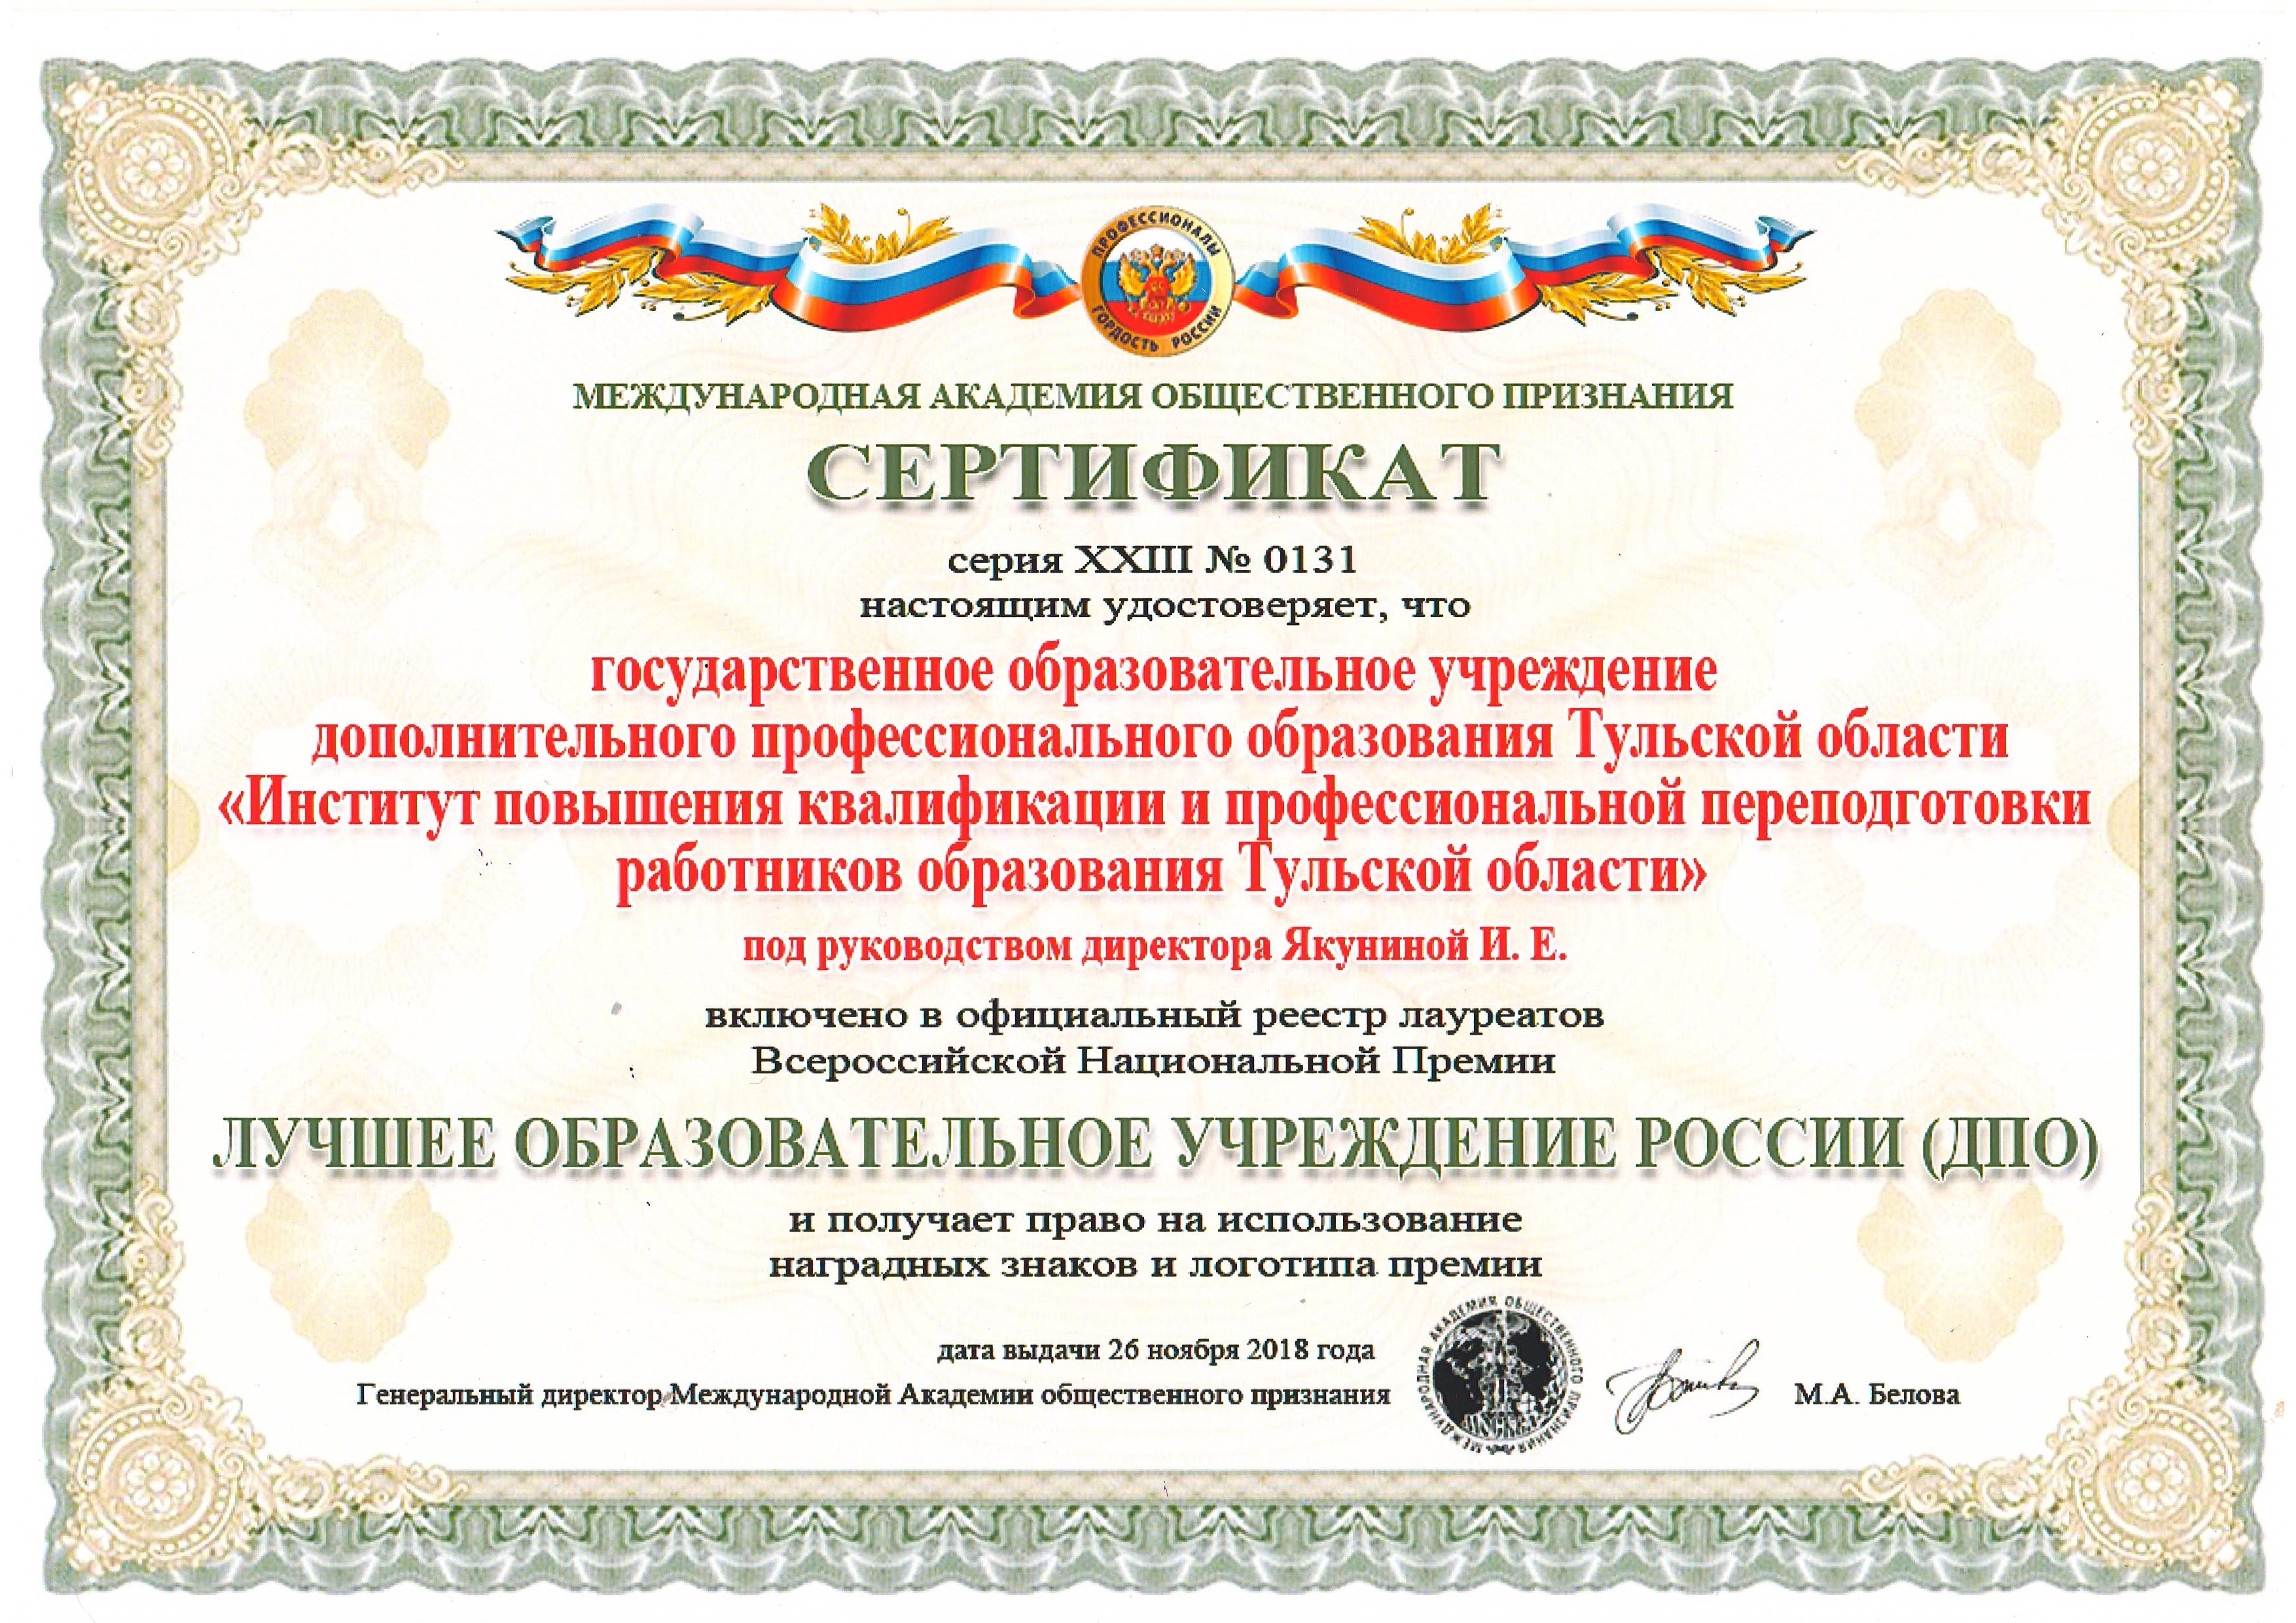 ПРОФЕССИОНАЛЫ
ГОРДОСТЬ РОССИИ
МЕЖДУНАРОДНАЯ АКАДЕМИЯ ОБЩЕСТВЕННОГО ПРИЗНАНИЯ
СЕРТИФИКАТ
серия XXIII № 0131
настоящим удостоверяет, что
государственное образовательное учреждение
дополнительного профессионального образования Тульской области
«Институт повышения квалификации и профессиональной переподготовки
работников образования Тульской области»
под руководством директора Якуниной И. Е.
включено в официальный реестр лауреатов
Всероссийской Национальной Премии
ЛУЧШЕЕ ОБРАЗОВАТЕЛЬНОЕ УЧРЕЖДЕНИЕ РОССИИ (ДПО)
и получает право на использование
наградных знаков и логотипа премии
дата выдачи 26 ноября 2018 года
Генеральный директор Международной Академии общественного признания
МЕЖДУНАРОДНАЯ АКАДЕМИЯ ОБЩЕСТВЕННОГО ПРИЗНАНИЯ
М.А. Белова